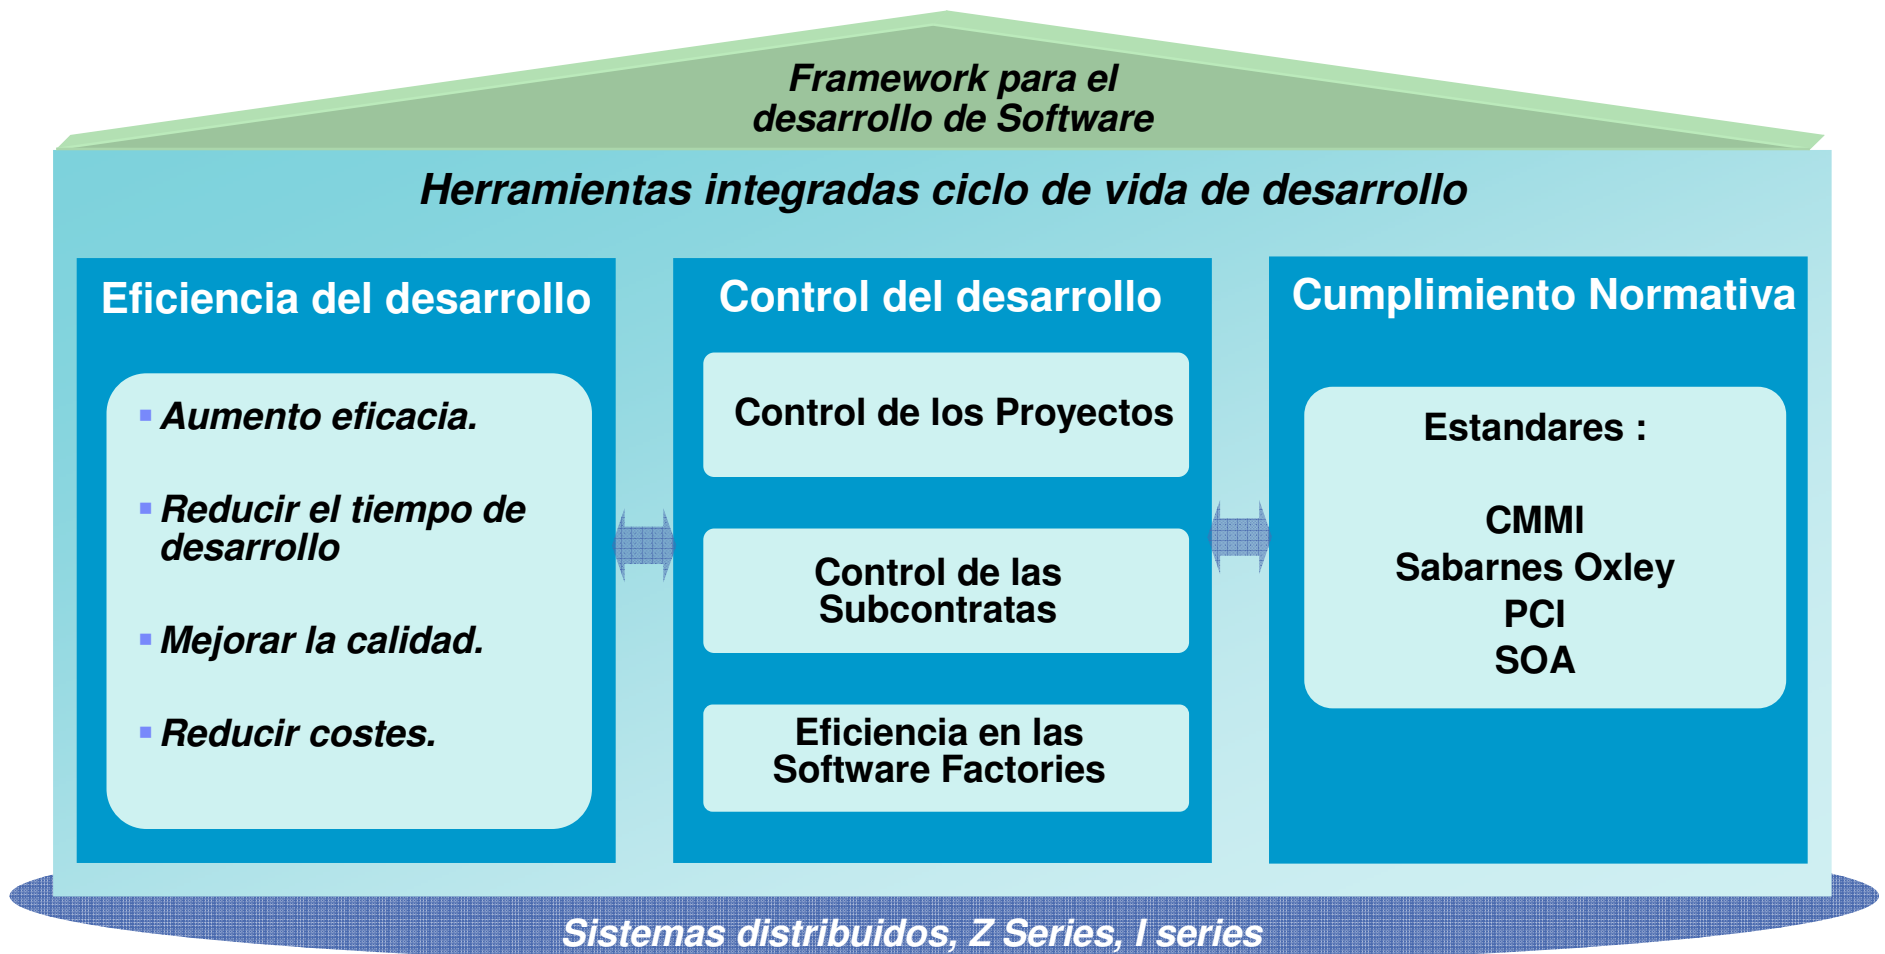 Framework para el
desarrollo de Software
Herramientas integradas ciclo de vida de desarrollo
Eficiencia del desarrollo
▪ Aumento eficacia.
▪ Reducir el tiempo de
desarrollo
▪ Mejorar la calidad.
▪ Reducir costes.
Control del desarrollo
Control de los Proyectos
Control de las
Subcontratas
Eficiencia en las
Software Factories
Cumplimiento Normativa
Estandares :
CMMI
Sabarnes Oxley
PCI
SOA
Sistemas distribuidos, Z Series, I series